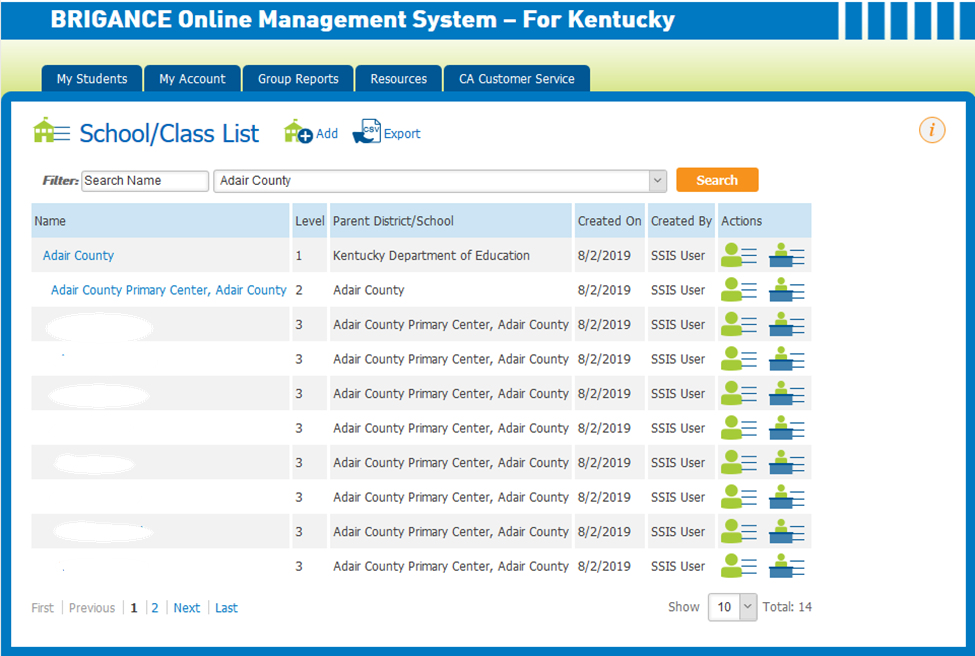 BRIGANCE Online Management System – For Kentucky
My Students My Account Group Reports Resources CA Customer Service
School/Class List Add CSV Export i
Filter: Search Name Adair County Search
Name Level Parent District/School Created On Created By Actions
Adair County 1 Kentucky Department of Education 8/2/2019 SSIS User
Adair County Primary Center, Adair County 2 Adair County 8/2/2019 SSIS User
3 Adair County Primary Center, Adair County 8/2/2019 SSIS User
3 Adair County Primary Center, Adair County 8/2/2019 SSIS User
3 Adair County Primary Center, Adair County 8/2/2019 SSIS User
3 Adair County Primary Center, Adair County 8/2/2019 SSIS User
3 Adair County Primary Center, Adair County 8/2/2019 SSIS User
3 Adair County Primary Center, Adair County 8/2/2019 SSIS User
3 Adair County Primary Center, Adair County 8/2/2019 SSIS User
3 Adair County Primary Center, Adair County 8/2/2019 SSIS User
First Previous 1 2 Next Last Show 10 Total: 14